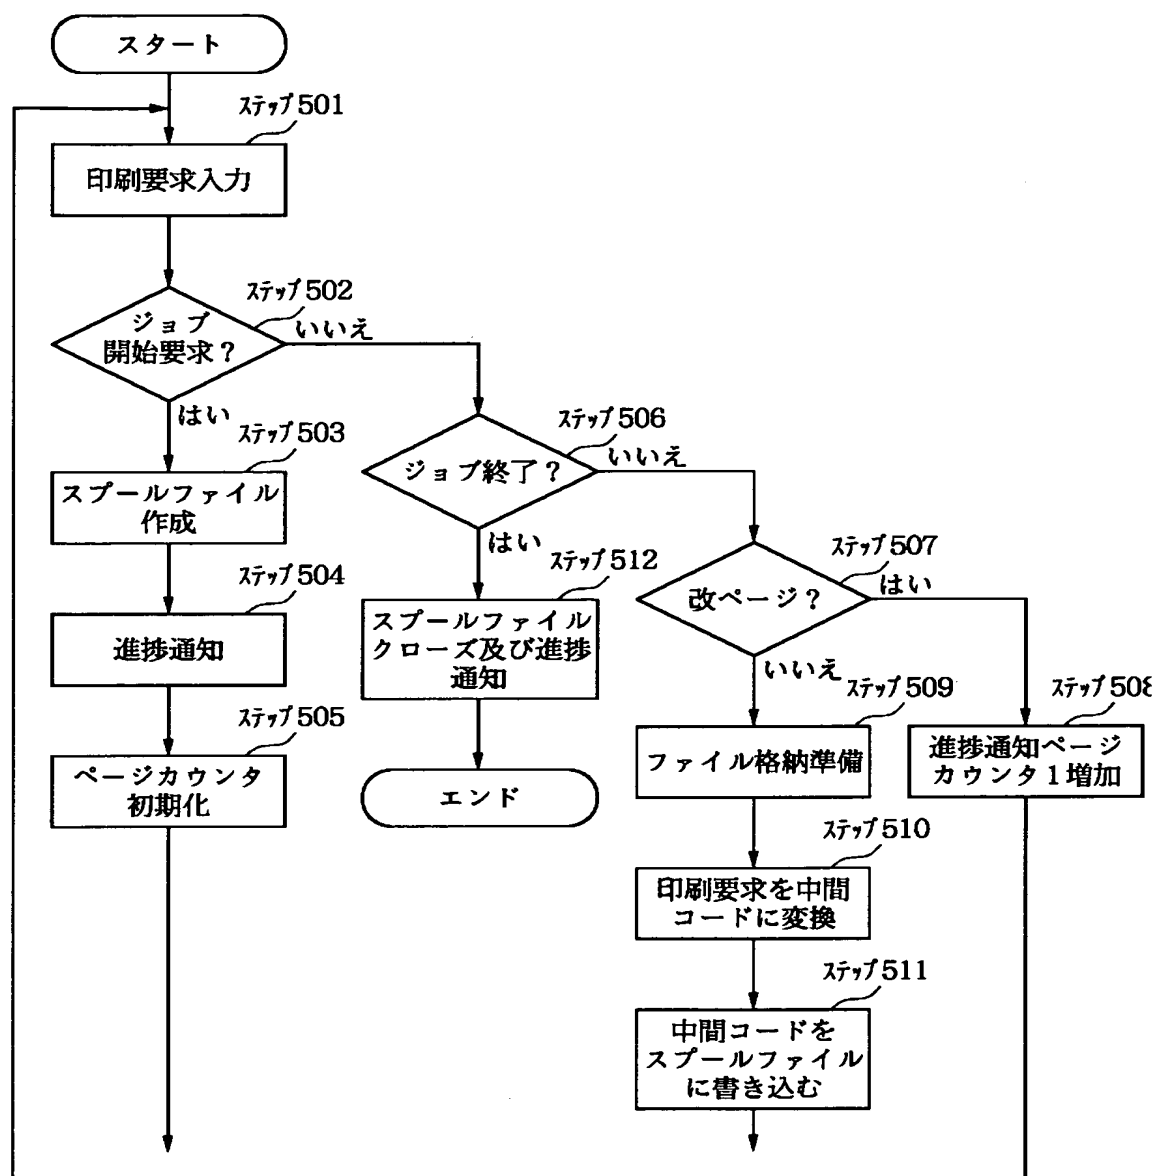 スタート
ステップ501
印刷要求入力
ステップ502
ジョブ
開始要求？
いいえ
はい
ステップ503
スプールファイル
作成
ステップ504
進捗通知
ステップ505
ページカウンタ
初期化
ステップ506
ジョブ終了？
いいえ
はい
ステップ512
スプールファイル
クローズ及び進捗
通知
エンド
ステップ507
改ページ？
はい
いいえ
ステップ509
ファイル格納準備
ステップ508
進捗通知ページ
カウンタ1増加
ステップ510
印刷要求を中間
コードに変換
ステップ511
中間コードを
スプールファイル
に書き込む